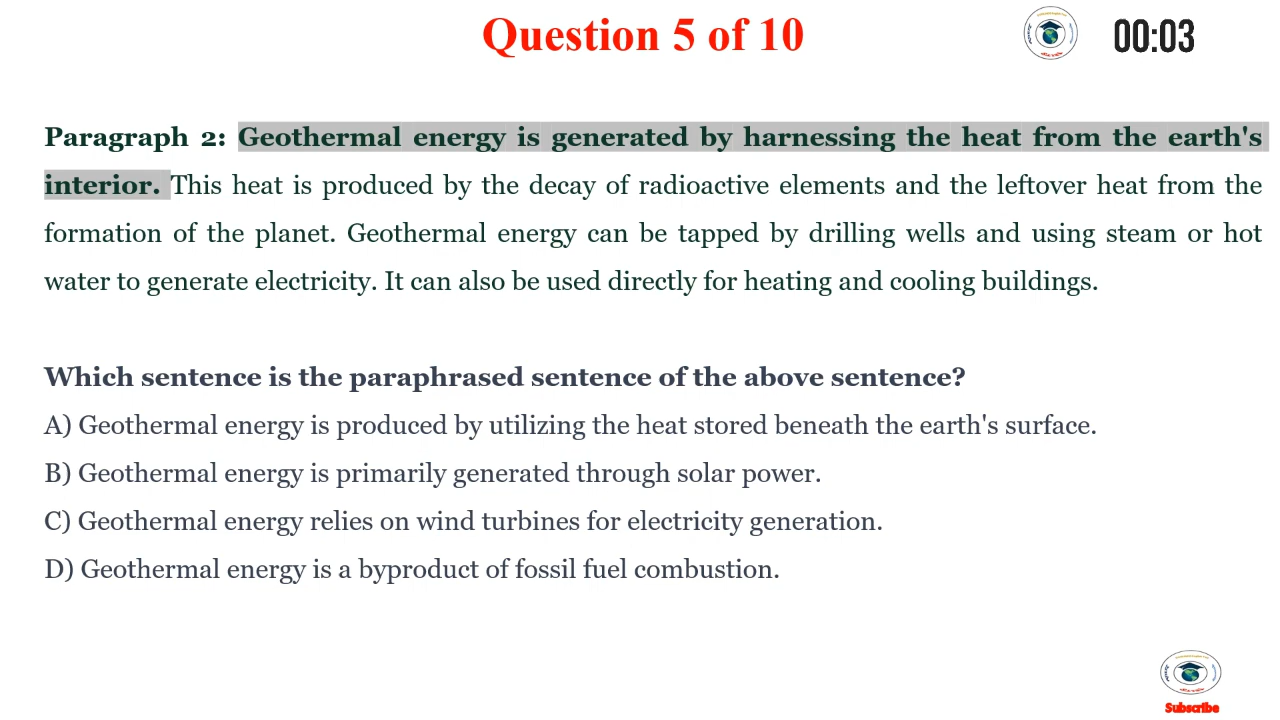 Question 5 of 10
00:03
Paragraph 2: Geothermal energy is generated by harnessing the heat from the earth's
interior. This heat is produced by the decay of radioactive elements and the leftover heat from the
formation of the planet. Geothermal energy can be tapped by drilling wells and using steam or hot
water to generate electricity. It can also be used directly for heating and cooling buildings.
Which sentence is the paraphrased sentence of the above sentence?
A) Geothermal energy is produced by utilizing the heat stored beneath the earth's surface.
B) Geothermal energy is primarily generated through solar power.
C) Geothermal energy relies on wind turbines for electricity generation.
D) Geothermal energy is a byproduct of fossil fuel combustion.
Subscribe